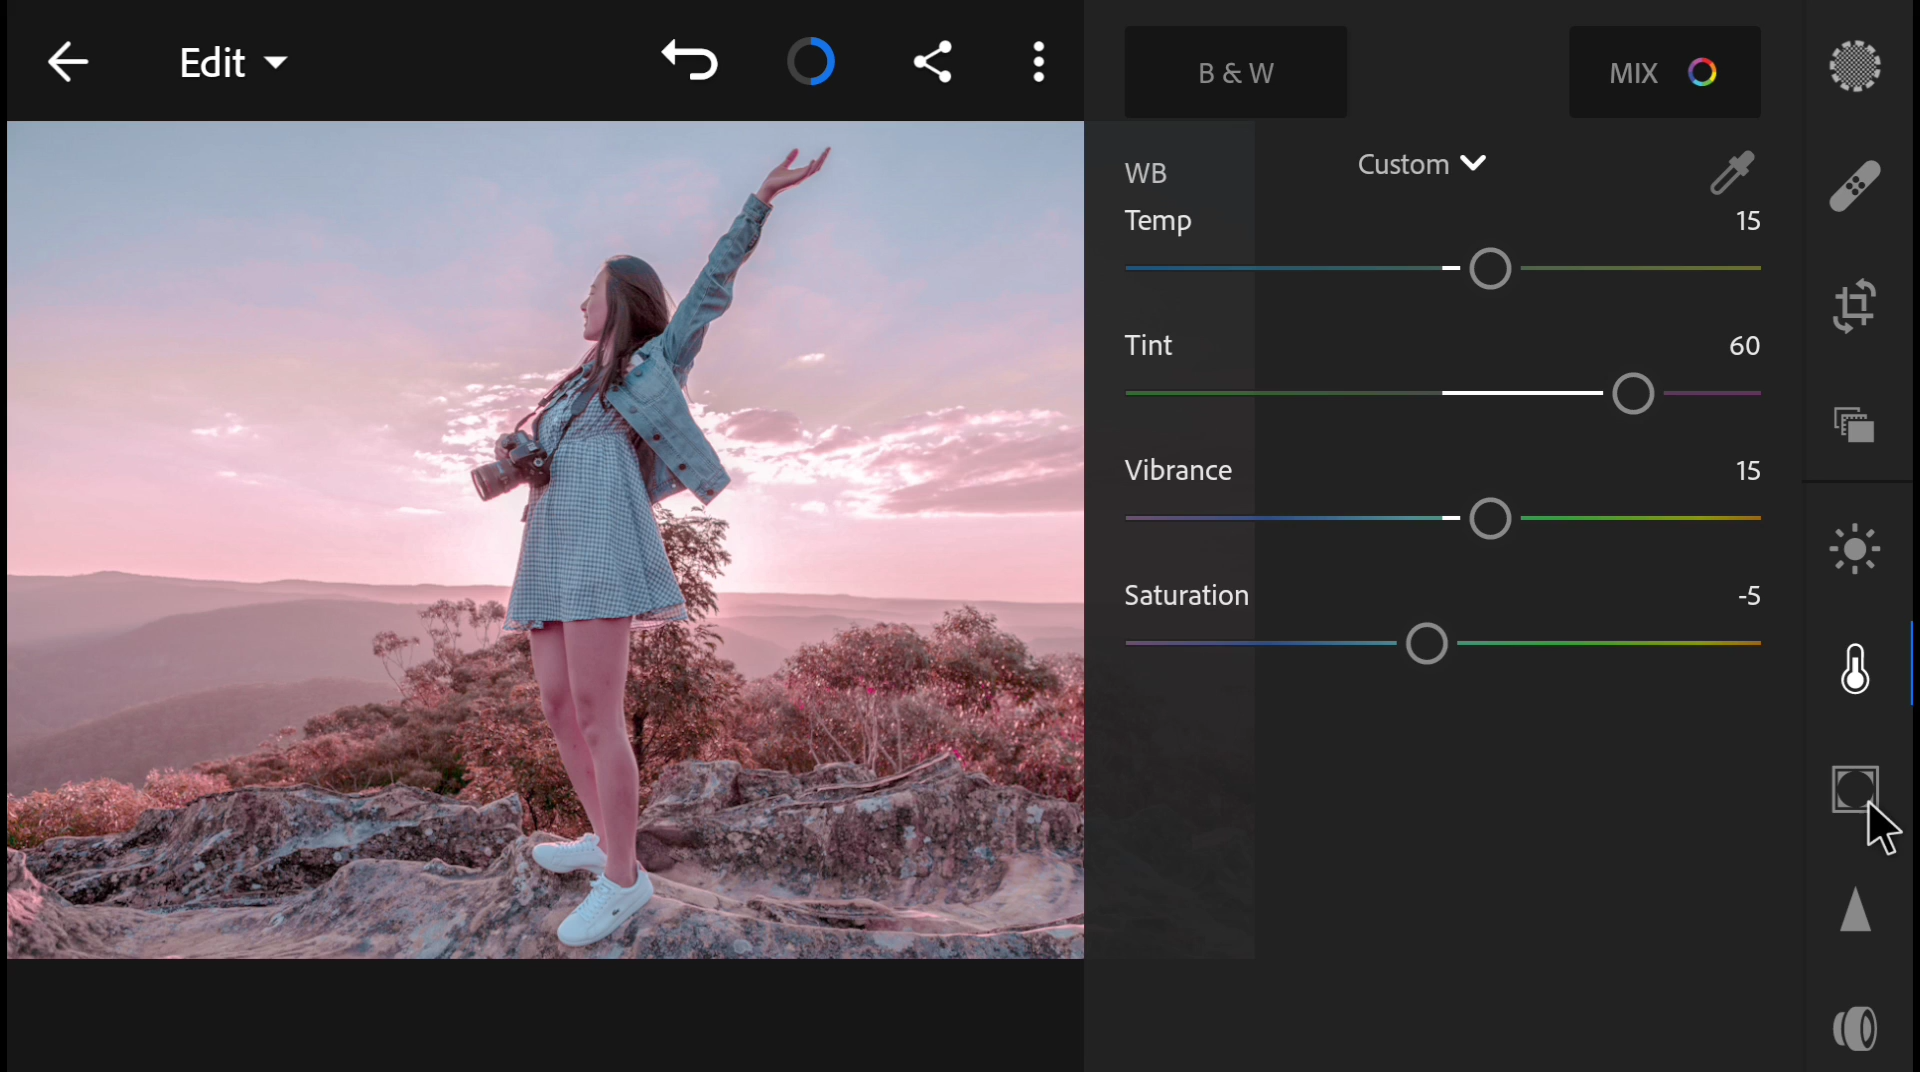 Edit
B & W
MIX
WB
Custom
Temp
15
Tint
60
Vibrance
15
Saturation
-5